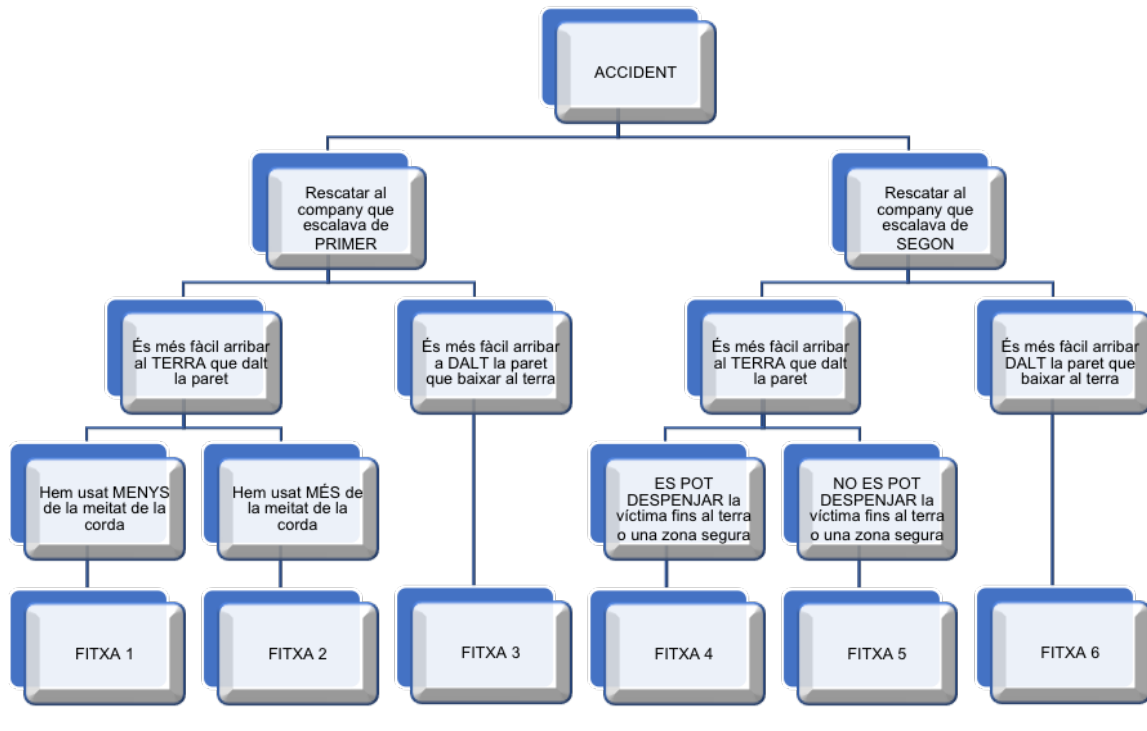 ACCIDENT
Rescatar al
company que
escalava de
PRIMER
Rescatar al
company que
escalava de
SEGON
És més fàcil arribar
al TERRA que dalt
la paret
És més fàcil arribar
a DALT la paret
que baixar al terra
És més fàcil arribar
al TERRA que dalt
la paret
És més fàcil arribar
DALT la paret que
baixar al terra
Hem usat MENYS
de la meitat de la
corda
Hem usat MÉS de
la meitat de la
corda
ES POT
DESPENJAR la
víctima fins al terra
o una zona segura
NO ES POT
DESPENJAR la
víctima fins al terra
o una zona segura
FITXA 1
FITXA 2
FITXA 3
FITXA 4
FITXA 5
FITXA 6